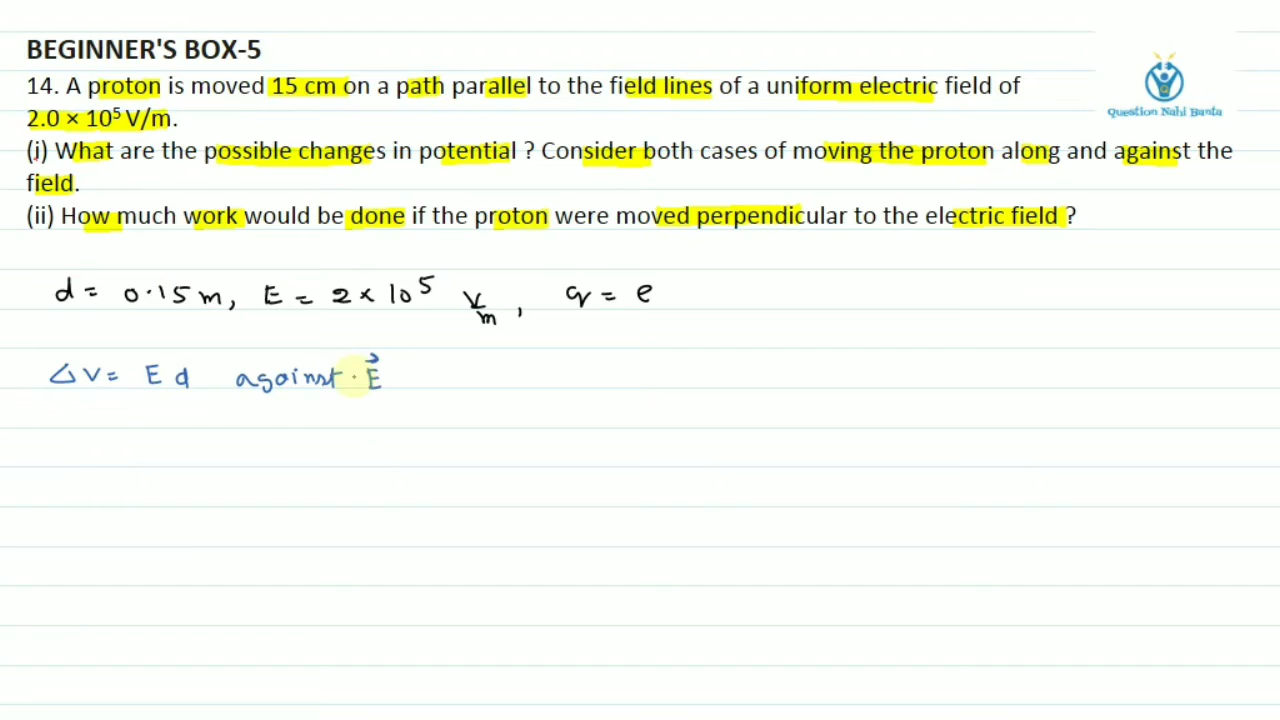 BEGINNER'S BOX-5
14. A proton is moved 15 cm on a path parallel to the field lines of a uniform electric field of
2.0 × 10⁵ V/m.
(i) What are the possible changes in potential ? Consider both cases of moving the proton along and against the
field.
(ii) How much work would be done if the proton were moved perpendicular to the electric field ?
Question Nahi Banta
d = 0.15 m, E = 2 × 10⁵ V/m, q = e
ΔV = E d against E⃗